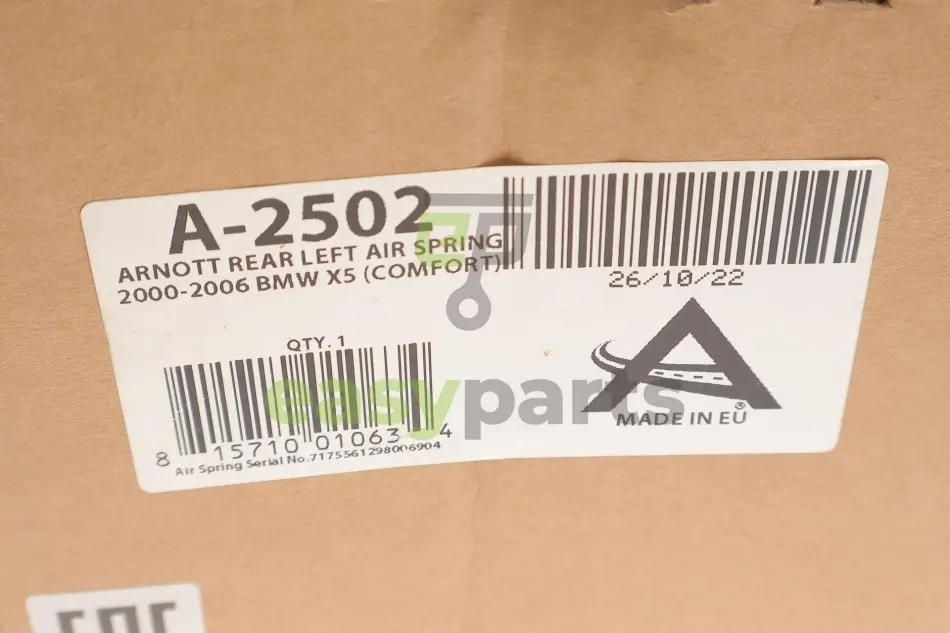 A-2502
ARNOTT REAR LEFT AIR SPRING
2000-2006 BMW X5 (COMFORT)
26/10/22
QTY. 1
8 15710 01063 4
Air Spring Serial No.7175561298006904
MADE IN EU
®
easyparts